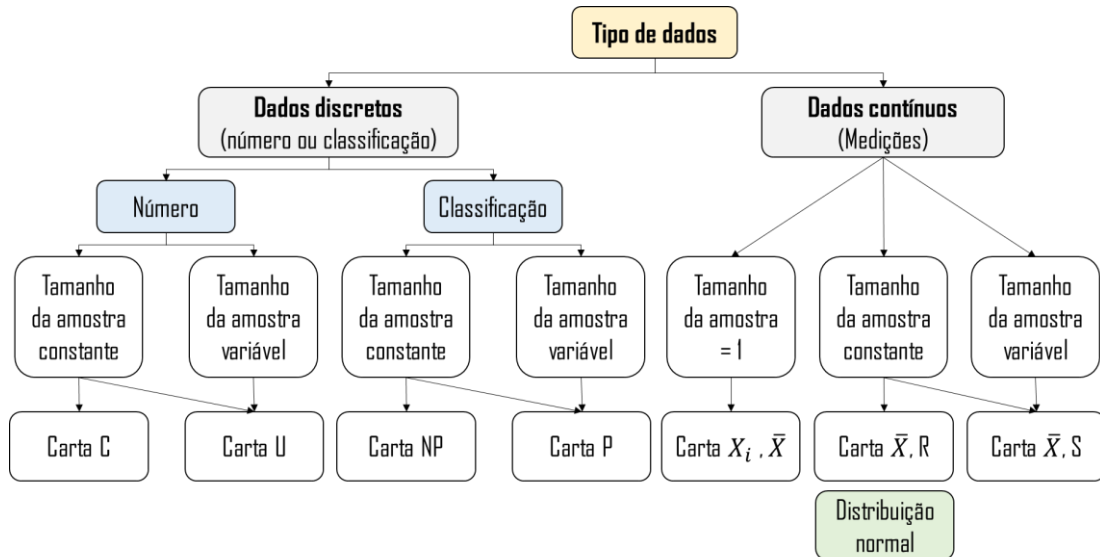 Tipo de dados
Dados discretos
(número ou classificação)
Dados contínuos
(Medições)
Número
Classificação
Tamanho
da amostra
constante
Tamanho
da amostra
variável
Tamanho
da amostra
constante
Tamanho
da amostra
variável
Tamanho
da amostra
= 1
Tamanho
da amostra
constante
Tamanho
da amostra
variável
Carta C
Carta U
Carta NP
Carta P
Carta Xᵢ , X̄
Carta X̄, R
Carta X̄, S
Distribuição
normal